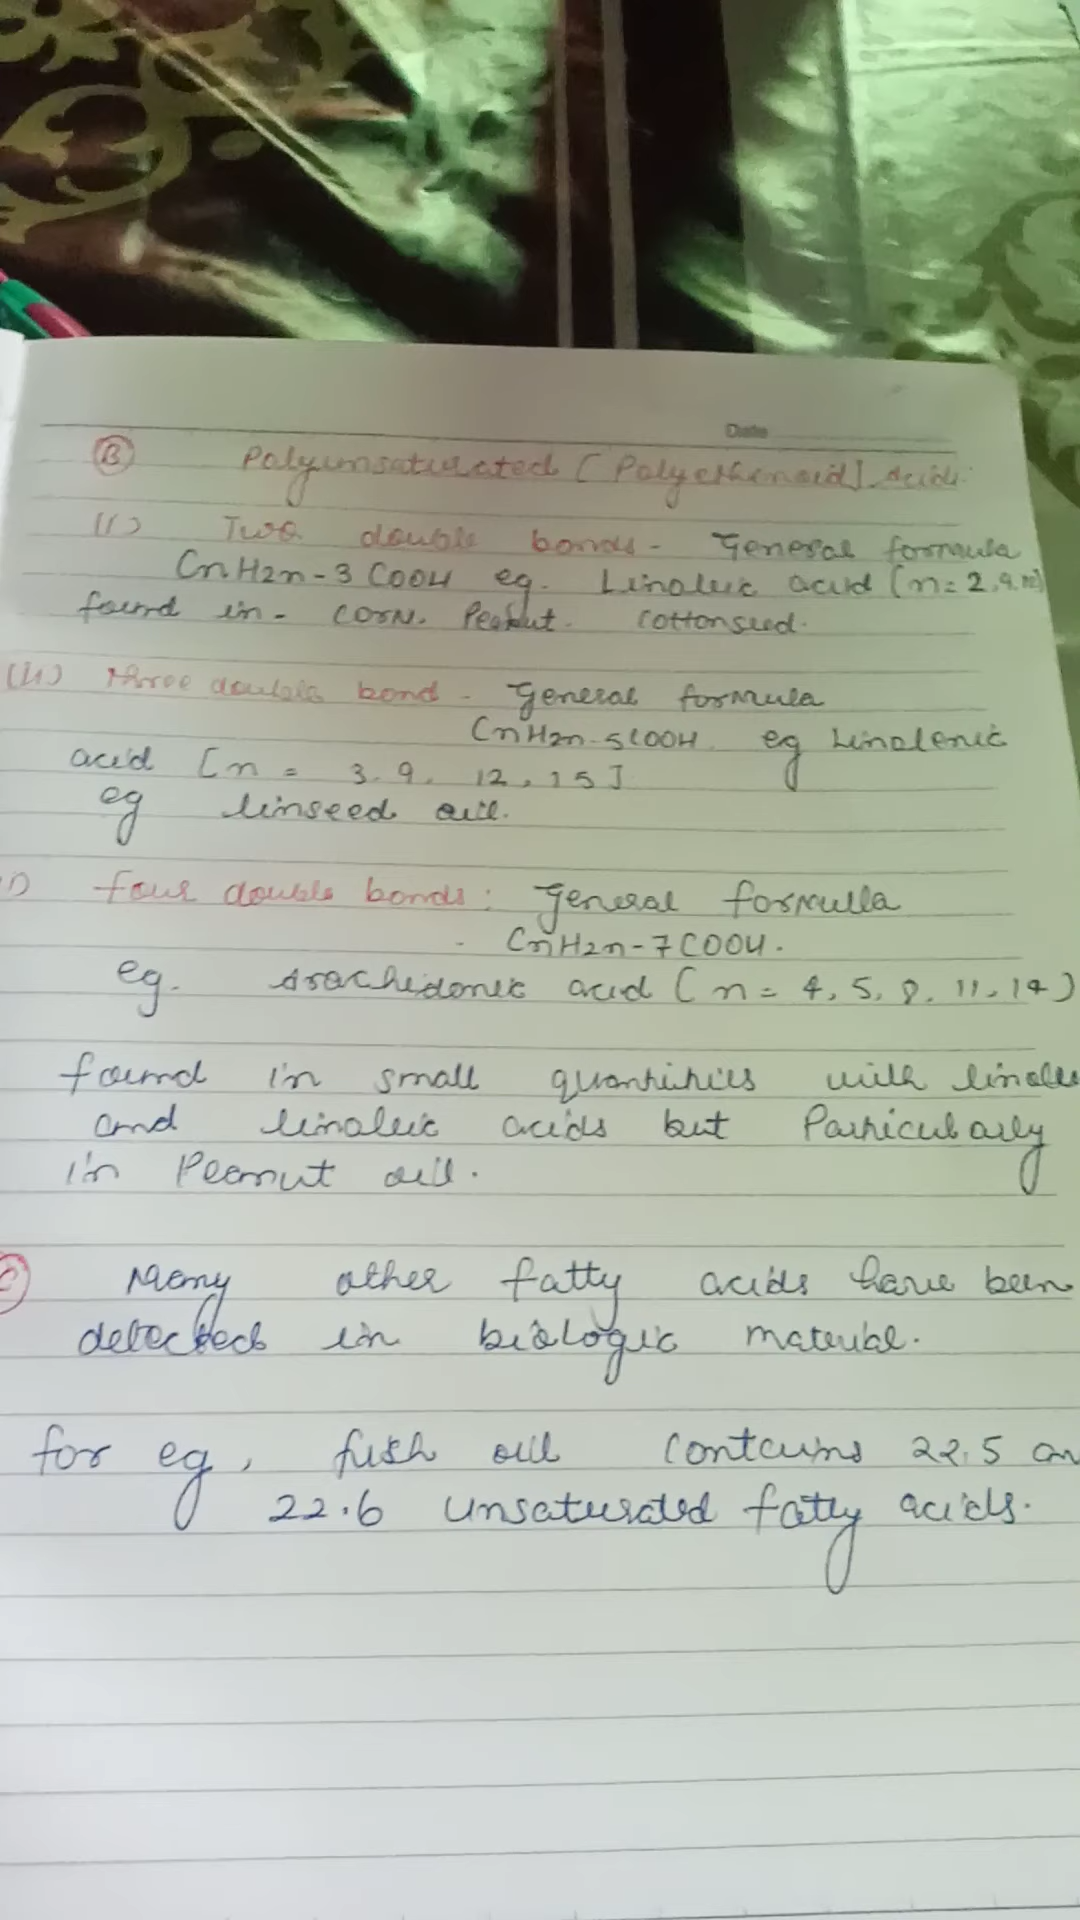 Date
B Polyunsaturated [Polyethenoid] Acids.
(I) Two double bonds - General formula
CnH2n-3 COOH eg. Linoleic acid (n=2,9,12)
found in - corn. Peanut. cottonseed.
(II) three double bond - General formula
CnH2n-5COOH eg Linolenic
acid [n = 3. 9. 12, 15]
eg linseed oil.
four double bonds: General formulla
CnH2n-7COOH.
eg. Arachidonic acid (n = 4, 5, 8, 11, 14)
found in small quantities with
and linoleic acids but Particularly
in Peanut oil.
C Many other fatty acids have been
detected in biologic material.
for eg, fish oil contains 22.5
22.6 unsaturated fatty acids.